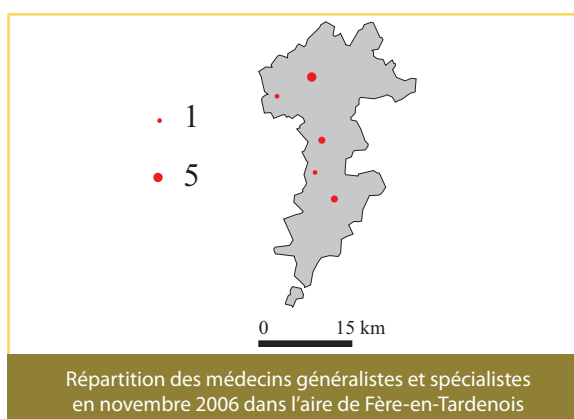 1
5
0 15 km
Répartition des médecins généralistes et spécialistes
en novembre 2006 dans l'aire de Fère-en-Tardenois